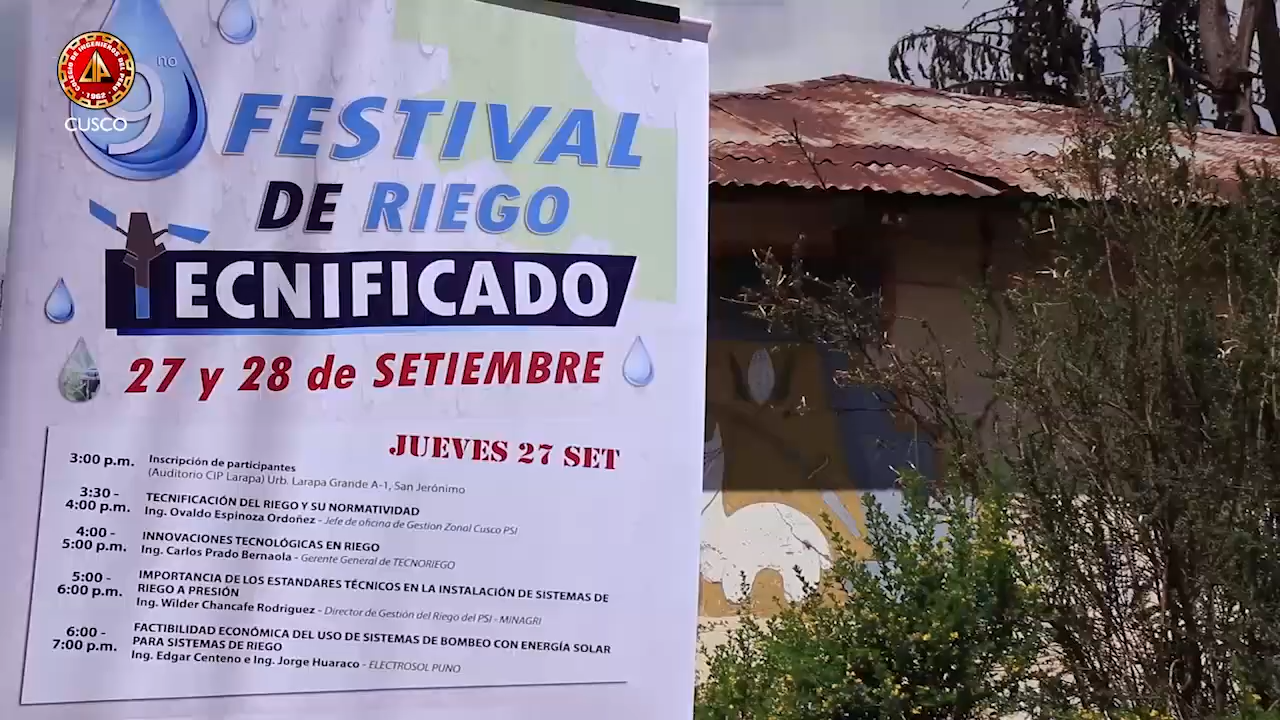 COLEGIO DE INGENIEROS DEL PERU
1962
CUSCO
9no
FESTIVAL
DE RIEGO
TECNIFICADO
27 y 28 de SETIEMBRE
JUEVES 27 SET
3:00 p.m. Inscripción de participantes
(Auditorio CIP Larapa) Urb. Larapa Grande A-1, San Jerónimo
3:30 - 4:00 p.m. TECNIFICACIÓN DEL RIEGO Y SU NORMATIVIDAD
Ing. Ovaldo Espinoza Ordoñez - Jefe de oficina de Gestion Zonal Cusco PSI
4:00 - 5:00 p.m. INNOVACIONES TECNOLÓGICAS EN RIEGO
Ing. Carlos Prado Bernaola - Gerente General de TECNORIEGO
5:00 - 6:00 p.m. IMPORTANCIA DE LOS ESTANDARES TÉCNICOS EN LA INSTALACIÓN DE SISTEMAS DE
RIEGO A PRESIÓN
Ing. Wilder Chancafe Rodriguez - Director de Gestión del Riego del PSI - MINAGRI
6:00 - 7:00 p.m. FACTIBILIDAD ECONÓMICA DEL USO DE SISTEMAS DE BOMBEO CON ENERGÍA SOLAR
PARA SISTEMAS DE RIEGO
Ing. Edgar Centeno e Ing. Jorge Huaraco - ELECTROSOL PUNO